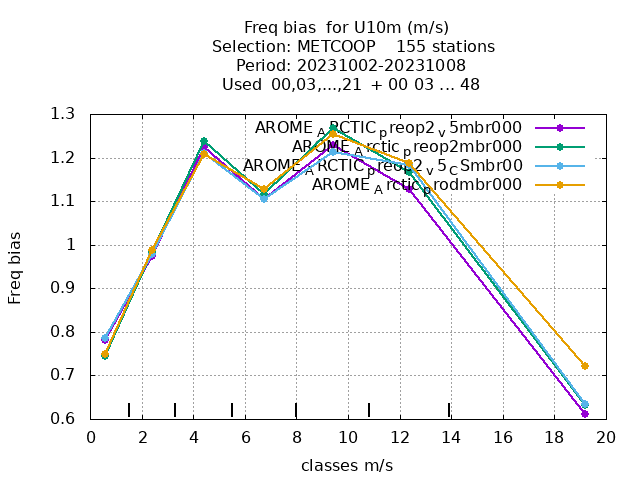 Freq bias  for U10m (m/s)
Selection: METCOOP    155 stations
Period: 20231002-20231008
Used  00,03,...,21  + 00 03 ... 48
1.3
1.2
1.1
1
0.9
0.8
0.7
0.6
Freq bias
AROME_ARCTIC_preop2_v5mbr000
AROME_Arctic_preop2mbr000
AROME_ARCTIC_preop2_v5_CSmbr00
AROME_Arctic_prodmbr000
0 2 4 6 8 10 12 14 16 18 20
classes m/s